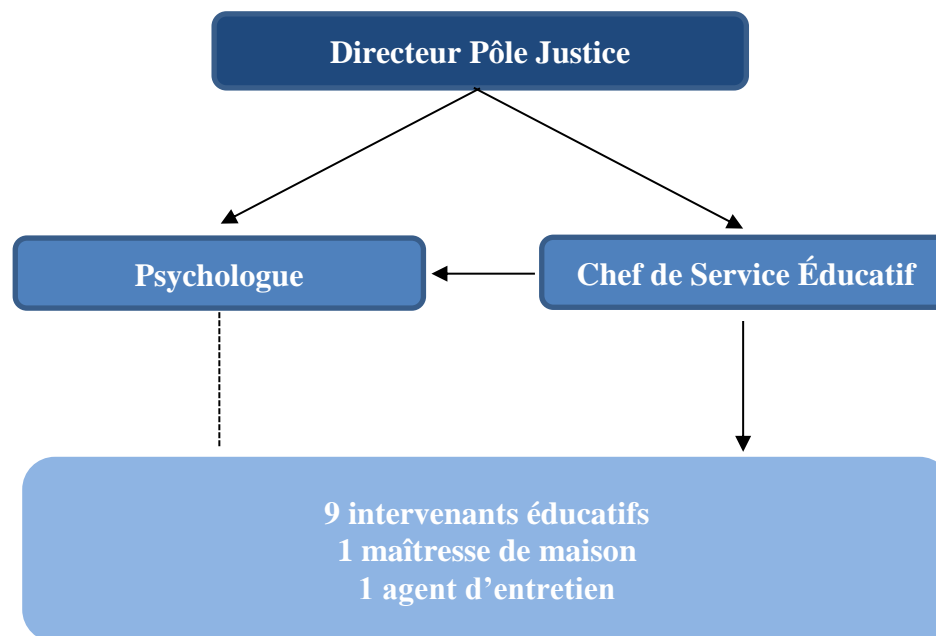 Directeur Pôle Justice
Psychologue
Chef de Service Éducatif
9 intervenants éducatifs
1 maîtresse de maison
1 agent d’entretien